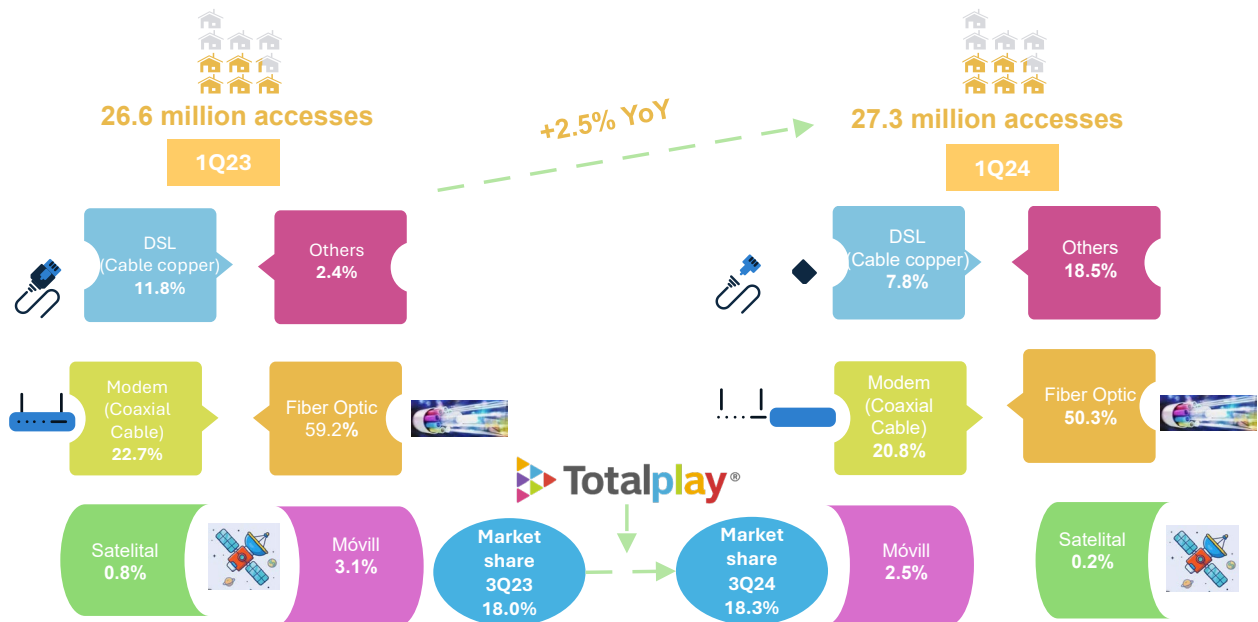 26.6 million accesses
+2.5% YoY
27.3 million accesses
1Q23
1Q24
DSL
(Cable copper)
11.8%
Others
2.4%
DSL
(Cable copper)
7.8%
Others
18.5%
Modem
(Coaxial
Cable)
22.7%
Fiber Optic
59.2%
Modem
(Coaxial
Cable)
20.8%
Fiber Optic
50.3%
Totalplay®
Satelital
0.8%
Móvill
3.1%
Market
share
3Q23
18.0%
Market
share
3Q24
18.3%
Móvill
2.5%
Satelital
0.2%